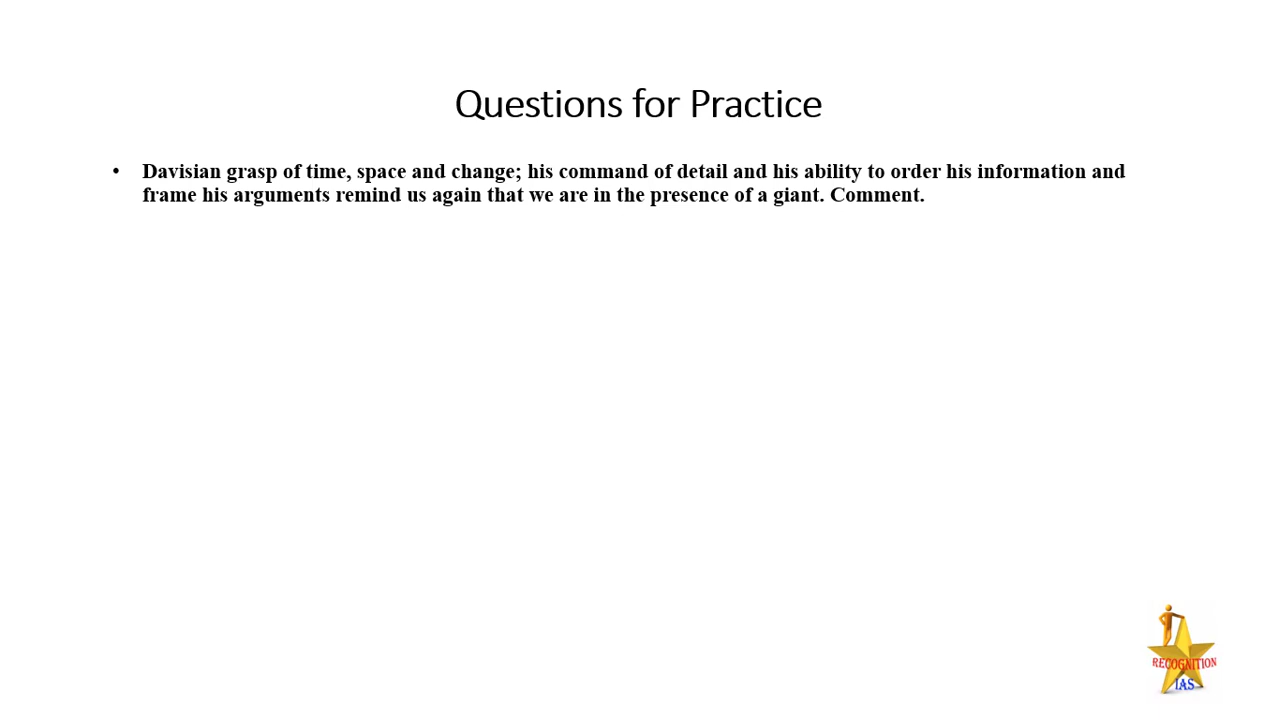 Questions for Practice
• Davisian grasp of time, space and change; his command of detail and his ability to order his information and
frame his arguments remind us again that we are in the presence of a giant. Comment.
RECOGNITION
IAS